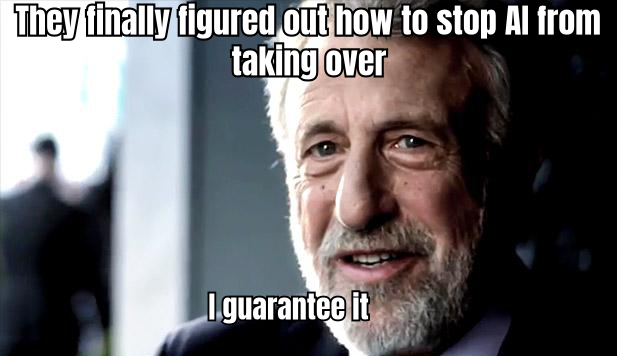 They finally figured out how to stop AI from
taking over
I guarantee it